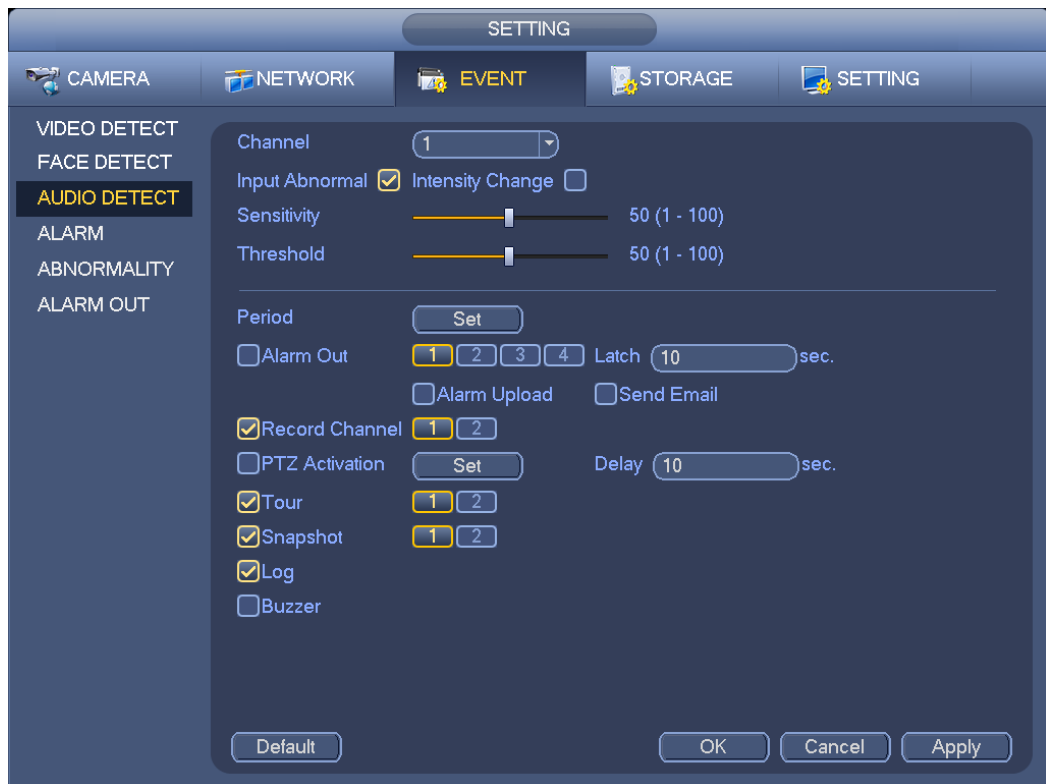 SETTING
CAMERA NETWORK EVENT STORAGE SETTING
VIDEO DETECT
FACE DETECT
AUDIO DETECT
ALARM
ABNORMALITY
ALARM OUT
Channel 1
Input Abnormal Intensity Change
Sensitivity 50 (1 - 100)
Threshold 50 (1 - 100)
Period Set
Alarm Out 1 2 3 4 Latch 10 sec.
Alarm Upload Send Email
Record Channel 1 2
PTZ Activation Set Delay 10 sec.
Tour 1 2
Snapshot 1 2
Log
Buzzer
Default OK Cancel Apply